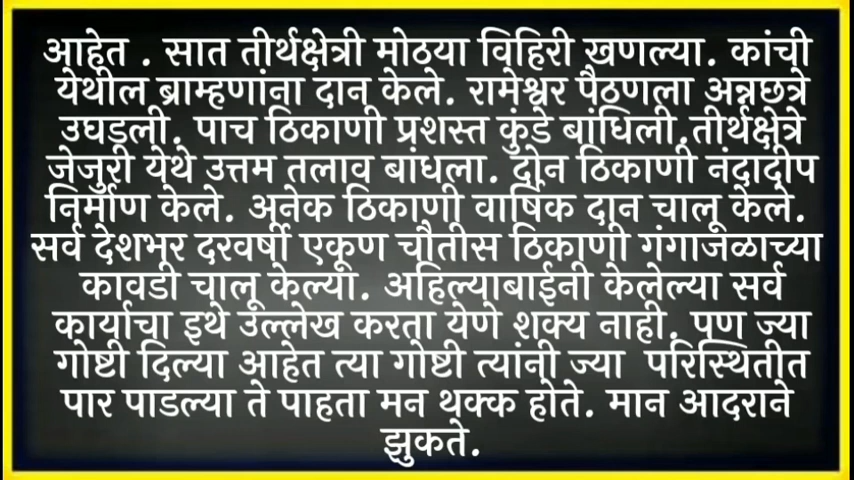 आहेत . सात तीर्थक्षेत्री मोठया विहिरी खणल्या. कांची
येथील ब्राम्हणांना दान केले. रामेश्वर पैठणला अन्नछत्रे
उघडली. पाच ठिकाणी प्रशस्त कुंडे बांधिली.तीर्थक्षेत्रे
जेजुरी येथे उत्तम तलाव बांधला. दोन ठिकाणी नंदादीप
निर्माण केले. अनेक ठिकाणी वार्षिक दान चालू केले.
सर्व देशभर दरवर्षी एकूण चौतीस ठिकाणी गंगाजळाच्या
कावडी चालू केल्या. अहिल्याबाईनी केलेल्या सर्व
कार्याचा इथे उल्लेख करता येणे शक्य नाही. पण ज्या
गोष्टी दिल्या आहेत त्या गोष्टी त्यांनी ज्या परिस्थितीत
पार पाडल्या ते पाहता मन थक्क होते. मान आदराने
झुकते.